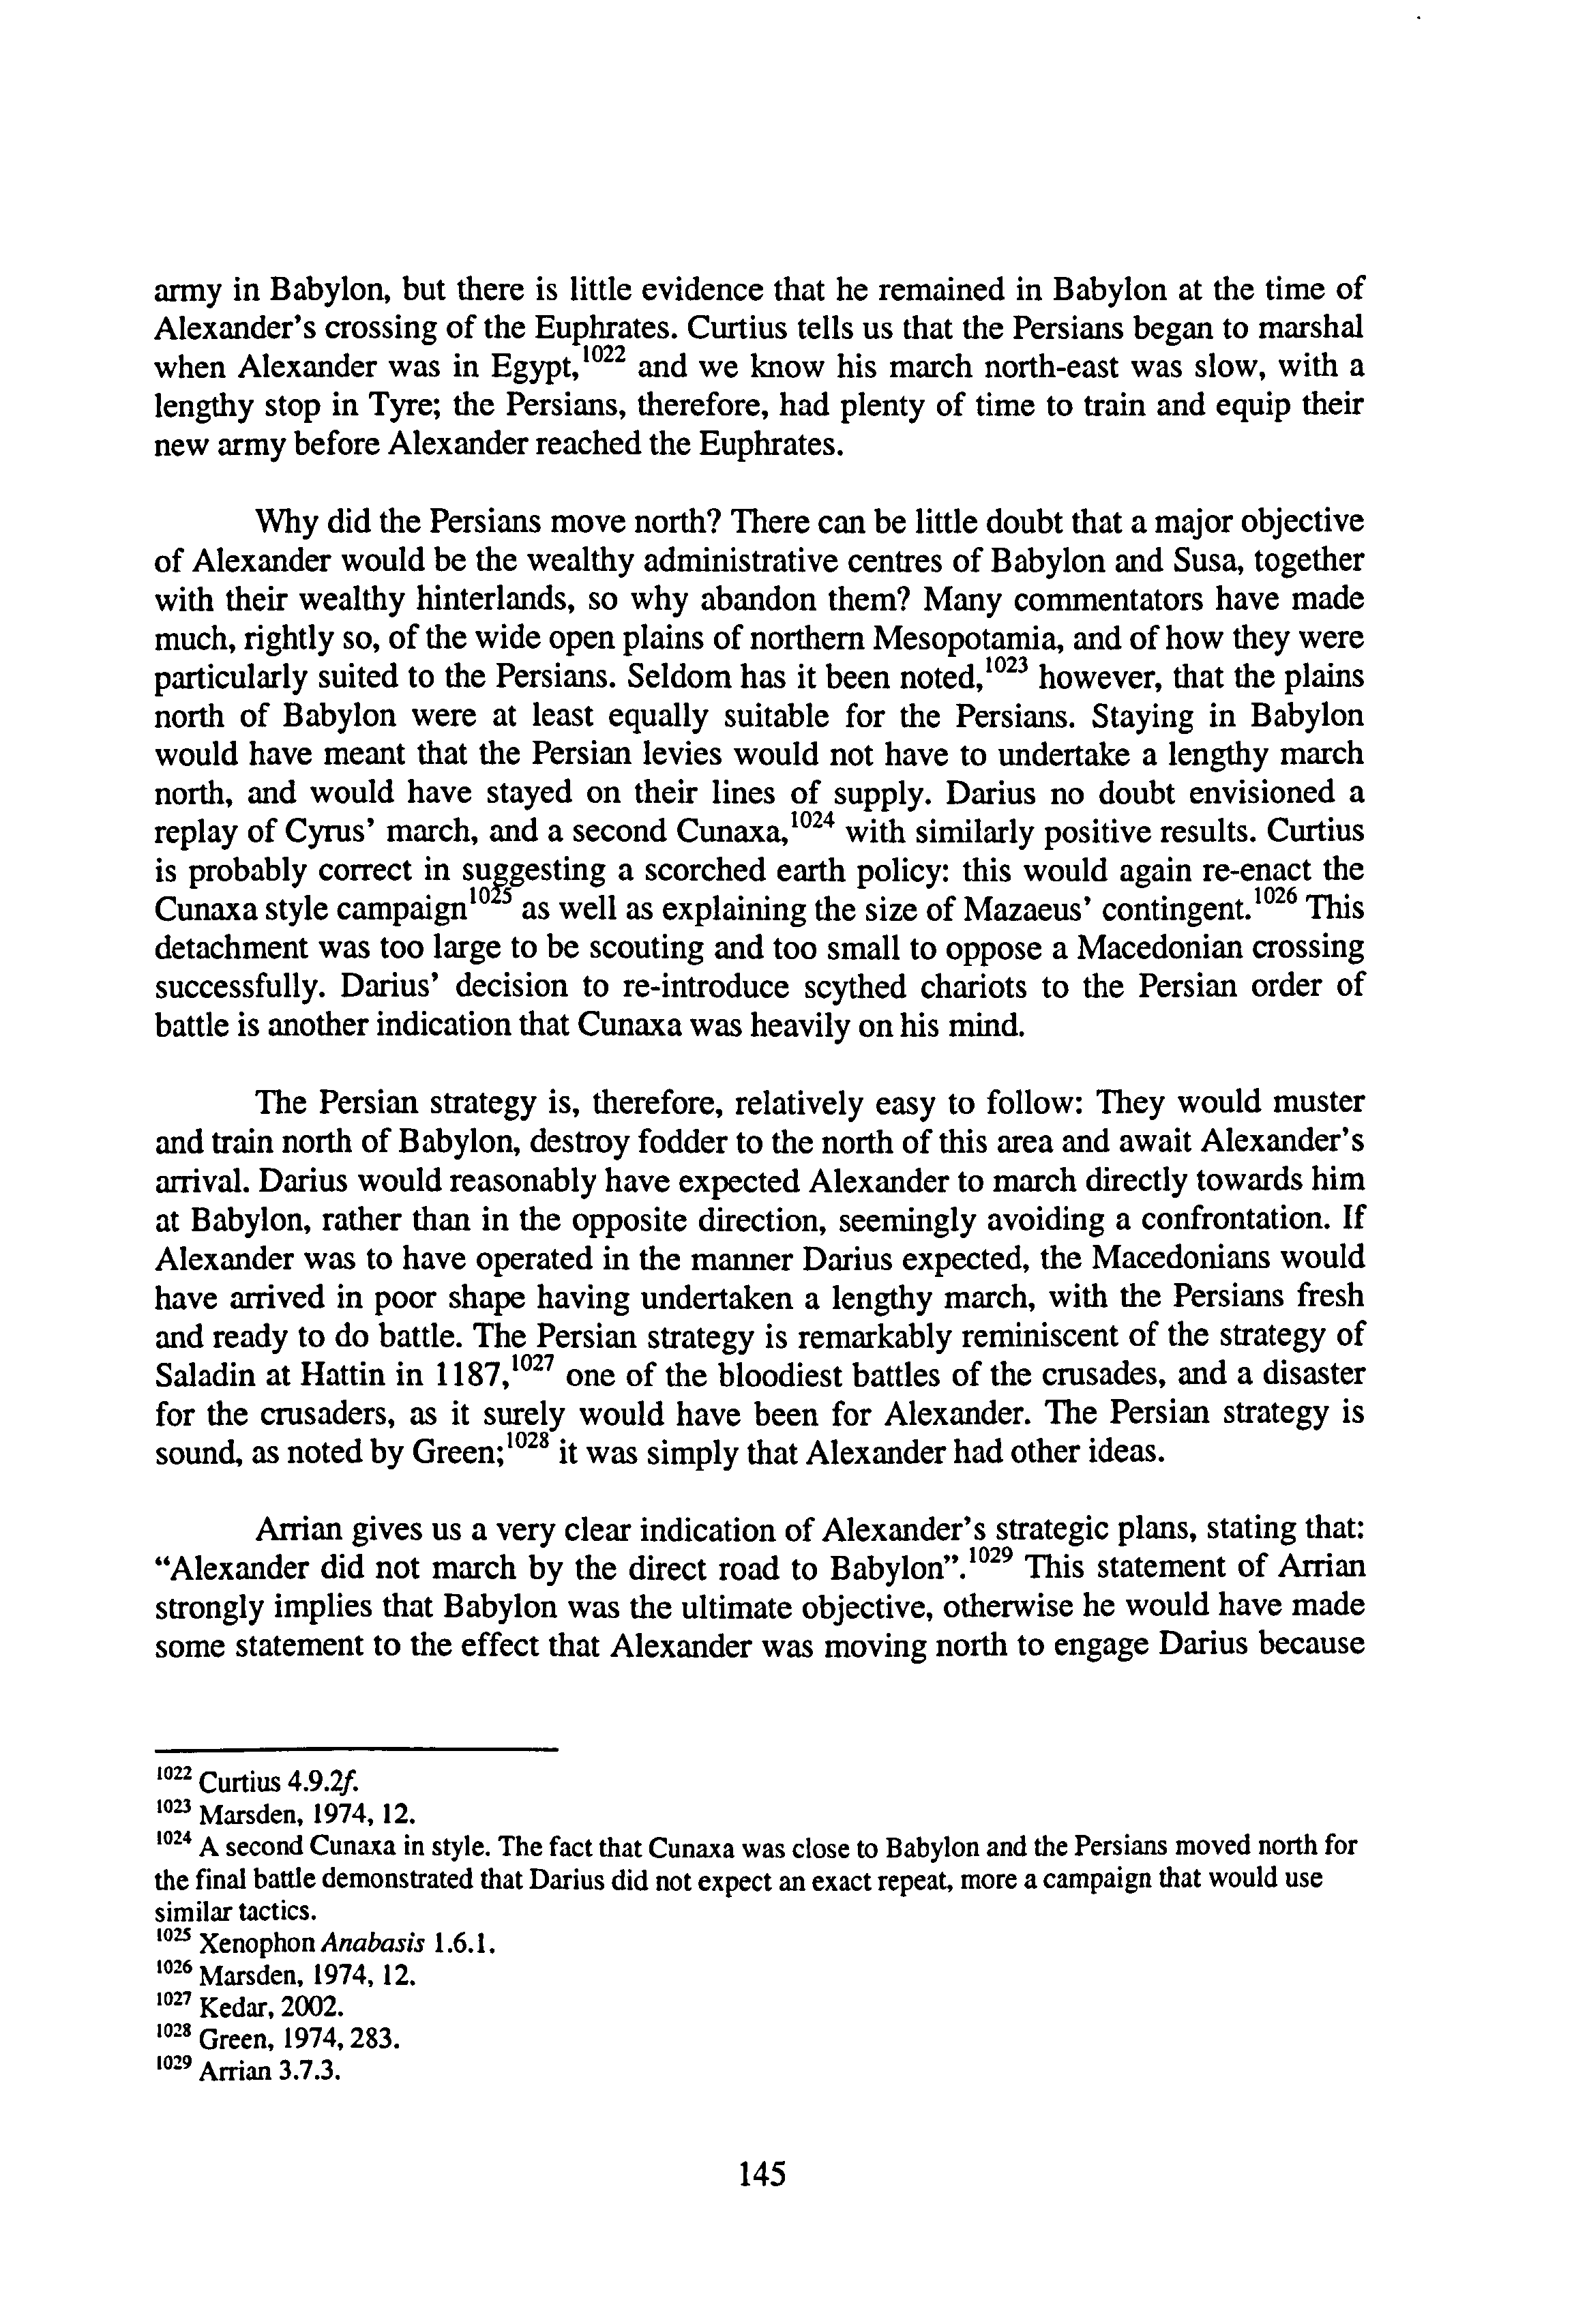 army in Babylon, but there is little evidence that he remained in Babylon at the time of
Alexander's crossing of the Euphrates. Curtius tells us that the Persians began to marshal
when Alexander was in Egypt,1022 and we know his march north-east was slow, with a
lengthy stop in Tyre; the Persians, therefore, had plenty of time to train and equip their
new army before Alexander reached the Euphrates.
Why did the Persians move north? There can be little doubt that a major objective
of Alexander would be the wealthy administrative centres of Babylon and Susa, together
with their wealthy hinterlands, so why abandon them? Many commentators have made
much, rightly so, of the wide open plains of northern Mesopotamia, and of how they were
particularly suited to the Persians. Seldom has it been noted,1023 however, that the plains
north of Babylon were at least equally suitable for the Persians. Staying in Babylon
would have meant that the Persian levies would not have to undertake a lengthy march
north, and would have stayed on their lines of supply. Darius no doubt envisioned a
replay of Cyrus' march, and a second Cunaxa,1024 with similarly positive results. Curtius
is probably correct in suggesting a scorched earth policy: this would again re-enact the
Cunaxa style campaign1025 as well as explaining the size of Mazaeus' contingent.1026 This
detachment was too large to be scouting and too small to oppose a Macedonian crossing
successfully. Darius' decision to re-introduce scythed chariots to the Persian order of
battle is another indication that Cunaxa was heavily on his mind.
The Persian strategy is, therefore, relatively easy to follow: They would muster
and train north of Babylon, destroy fodder to the north of this area and await Alexander's
arrival. Darius would reasonably have expected Alexander to march directly towards him
at Babylon, rather than in the opposite direction, seemingly avoiding a confrontation. If
Alexander was to have operated in the manner Darius expected, the Macedonians would
have arrived in poor shape having undertaken a lengthy march, with the Persians fresh
and ready to do battle. The Persian strategy is remarkably reminiscent of the strategy of
Saladin at Hattin in 1187,1027 one of the bloodiest battles of the crusades, and a disaster
for the crusaders, as it surely would have been for Alexander. The Persian strategy is
sound, as noted by Green;1028 it was simply that Alexander had other ideas.
Arrian gives us a very clear indication of Alexander's strategic plans, stating that:
"Alexander did not march by the direct road to Babylon".1029 This statement of Arrian
strongly implies that Babylon was the ultimate objective, otherwise he would have made
some statement to the effect that Alexander was moving north to engage Darius because
1022 Curtius 4.9.2f.
1023 Marsden, 1974, 12.
1024 A second Cunaxa in style. The fact that Cunaxa was close to Babylon and the Persians moved north for
the final battle demonstrated that Darius did not expect an exact repeat, more a campaign that would use
similar tactics.
1025 Xenophon Anabasis 1.6.1.
1026 Marsden, 1974, 12.
1027 Kedar, 2002.
1028 Green, 1974, 283.
1029 Arrian 3.7.3.
145